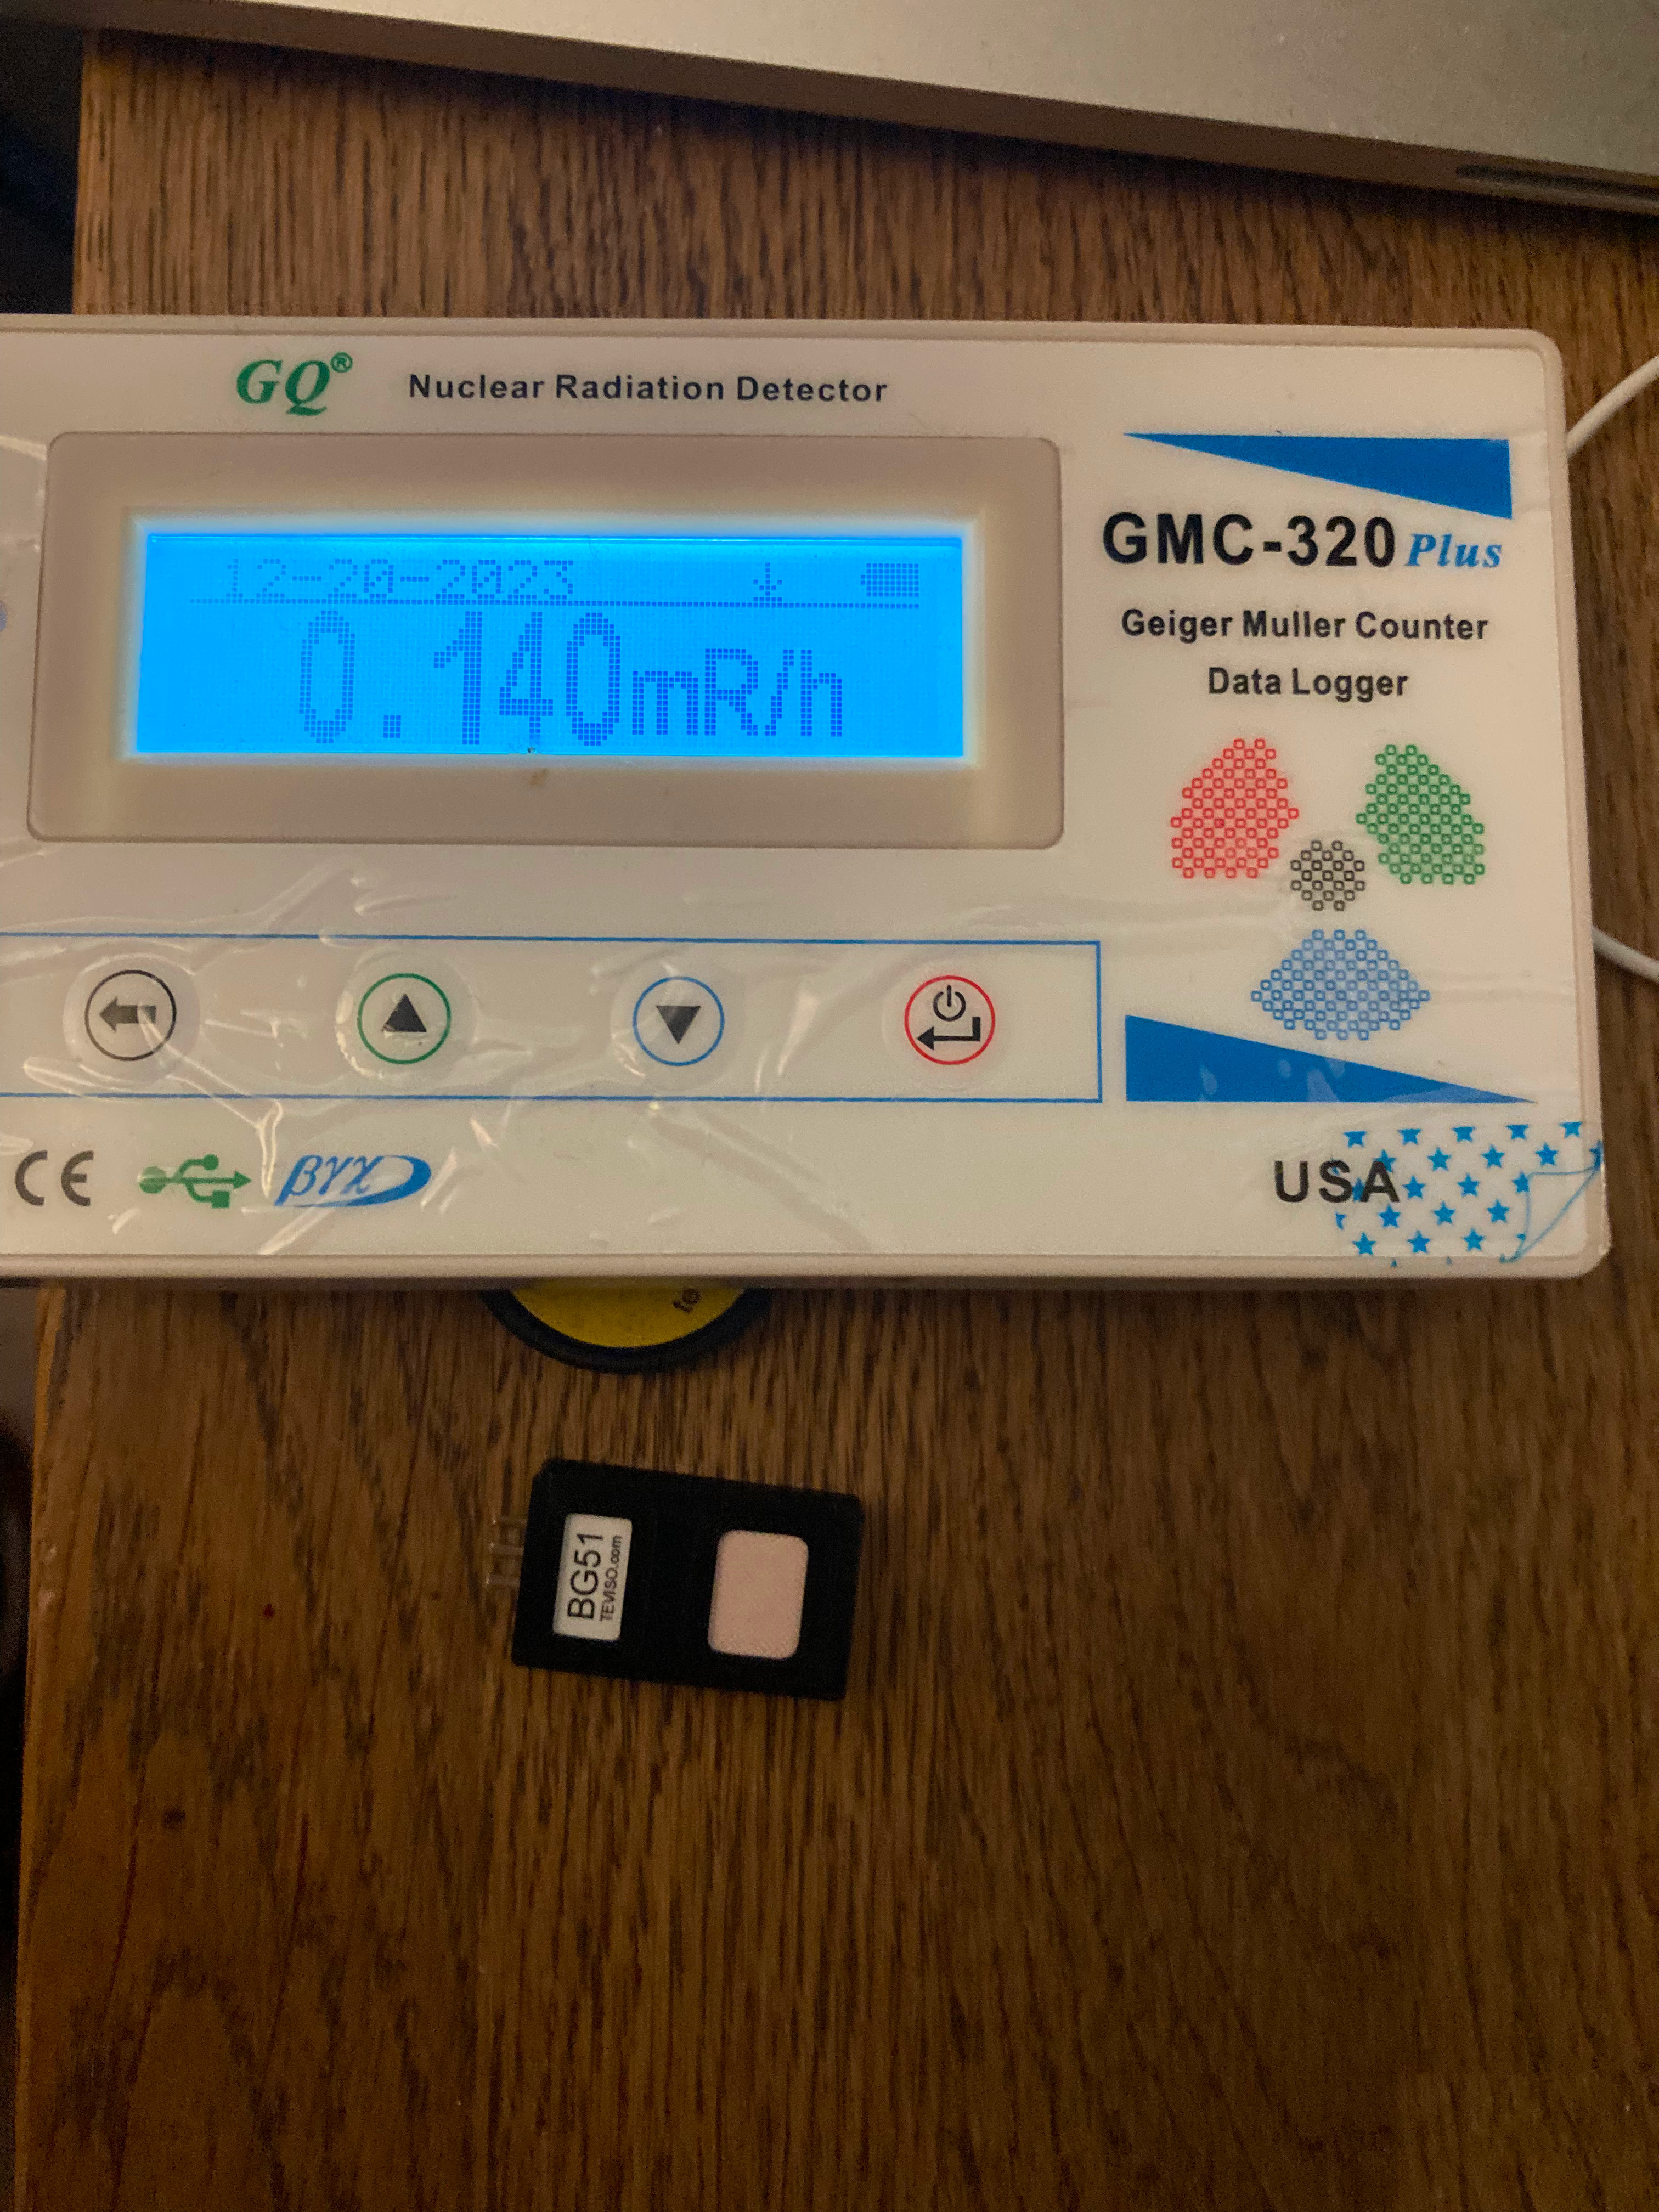 GQ® Nuclear Radiation Detector
12-20-2023
0.140mR/h
GMC-320 Plus
Geiger Muller Counter
Data Logger
CE
βγχ
USA
te
BG51
TEVISO.com